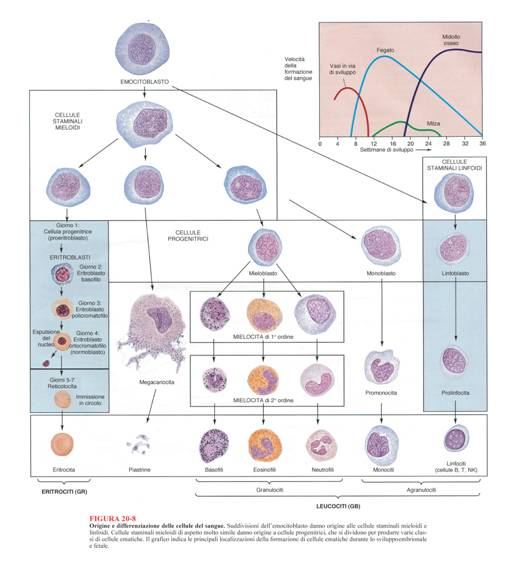 EMOCITOBLASTO
Velocità
della
formazione
del sangue
Vasi in via
di sviluppo
Fegato
Midollo
osseo
Milza
0 4 8 12 16 20 24 28 32 36
Settimane di sviluppo
CELLULE
STAMINALI
MIELOIDI
CELLULE
STAMINALI LINFOIDI
Giorno 1:
Cellula progenitrice
(proeritroblasto)
ERITROBLASTI
Giorno 2:
Eritroblasto
basofilo
Giorno 3:
Eritroblasto
policromatofilo
Espulsione
del
nucleo
Giorno 4:
Eritroblasto
ortocromatofilo
(normoblasto)
Giorni 5-7
Reticolocita
Immissione
in circolo
CELLULE
PROGENITRICI
Mieloblasto
Monoblasto
Linfoblasto
MIELOCITA di 1° ordine
Megacariocita
MIELOCITA di 2° ordine
Promonocita
Prolinfocita
Eritrocita
Piastrine
Basofili
Eosinofili
Neutrofili
Monociti
Linfociti
(cellule B, T, NK)
ERITROCITI (GR)
Granulociti
Agranulociti
LEUCOCITI (GB)
FIGURA 20-8
Origine e differenziazione delle cellule del sangue. Suddivisioni dell'emocitoblasto danno origine alle cellule staminali mieloidi e
linfoidi. Cellule staminali mieloidi di aspetto molto simile danno origine a cellule progenitrici, che si dividono per produrre varie clas-
si di cellule ematiche. Il grafico indica le principali localizzazioni della formazione di cellule ematiche durante lo sviluppo embrionale
e fetale.